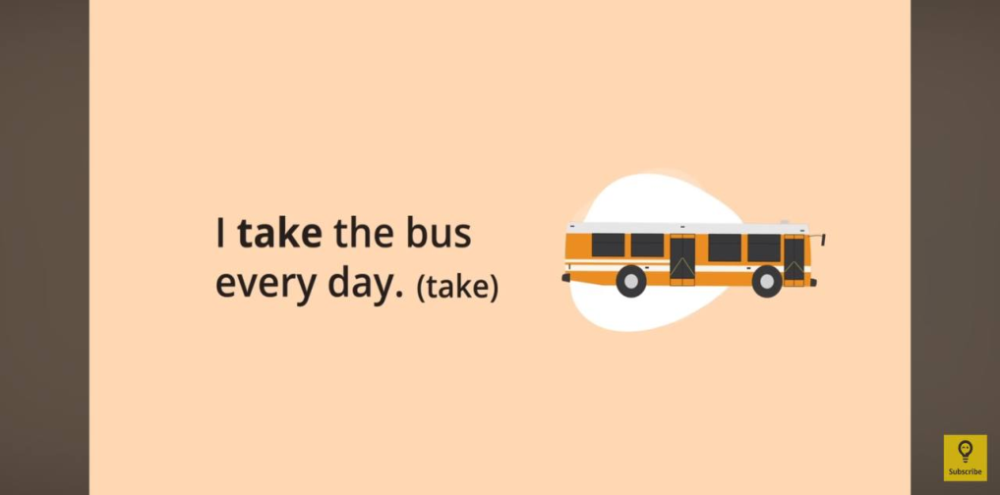 I take the bus
every day. (take)
Subscribe